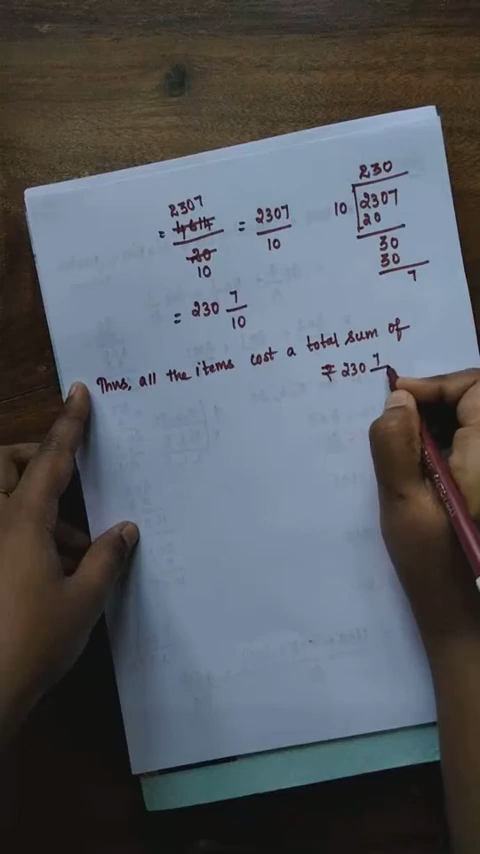 2307
= 4614 = 2307
20 10
10
= 230 7/10
230
10 2307
20
30
30
7
Thus, all the items cost a total sum of
₹ 230 7